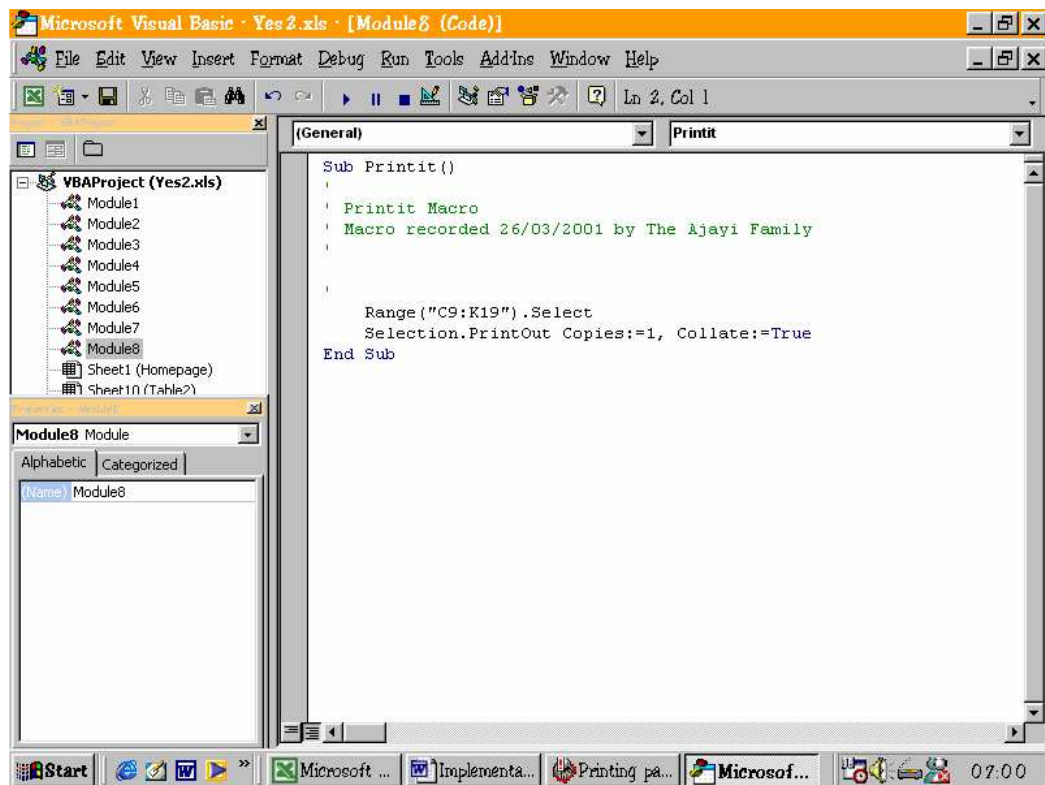 Microsoft Visual Basic - Yes2.xls - [Module8 (Code)]
File Edit View Insert Format Debug Run Tools Add-Ins Window Help
Ln 2, Col 1
(General) Printit
VBAProject (Yes2.xls)
Module1
Module2
Module3
Module4
Module5
Module6
Module7
Module8
Sheet1 (Homepage)
Sheet10 (Table2)
Sub Printit()
'
' Printit Macro
' Macro recorded 26/03/2001 by The Ajayi Family
'
'
Range("C9:K19").Select
Selection.PrintOut Copies:=1, Collate:=True
End Sub
Properties - Module8
Module8 Module
Alphabetic Categorized
(Name) Module8
Start » Microsoft ... Implementa... Printing pa... Microsof... 07:00